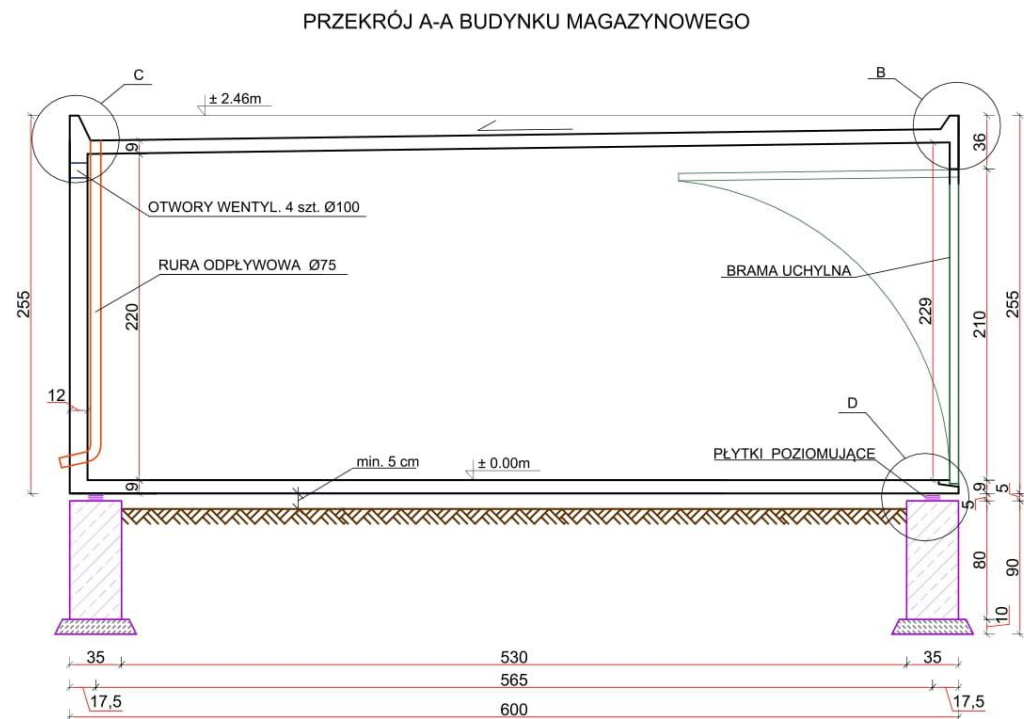 PRZEKRÓJ A-A BUDYNKU MAGAZYNOWEGO
C
B
± 2.46m
9
36
OTWORY WENTYL. 4 szt. Ø100
RURA ODPŁYWOWA Ø75
BRAMA UCHYLNA
255
220
229
210
255
12
D
min. 5 cm
± 0.00m
PŁYTKI POZIOMUJĄCE
9
9
5
5
80
90
10
35
530
35
565
17,5
17,5
600